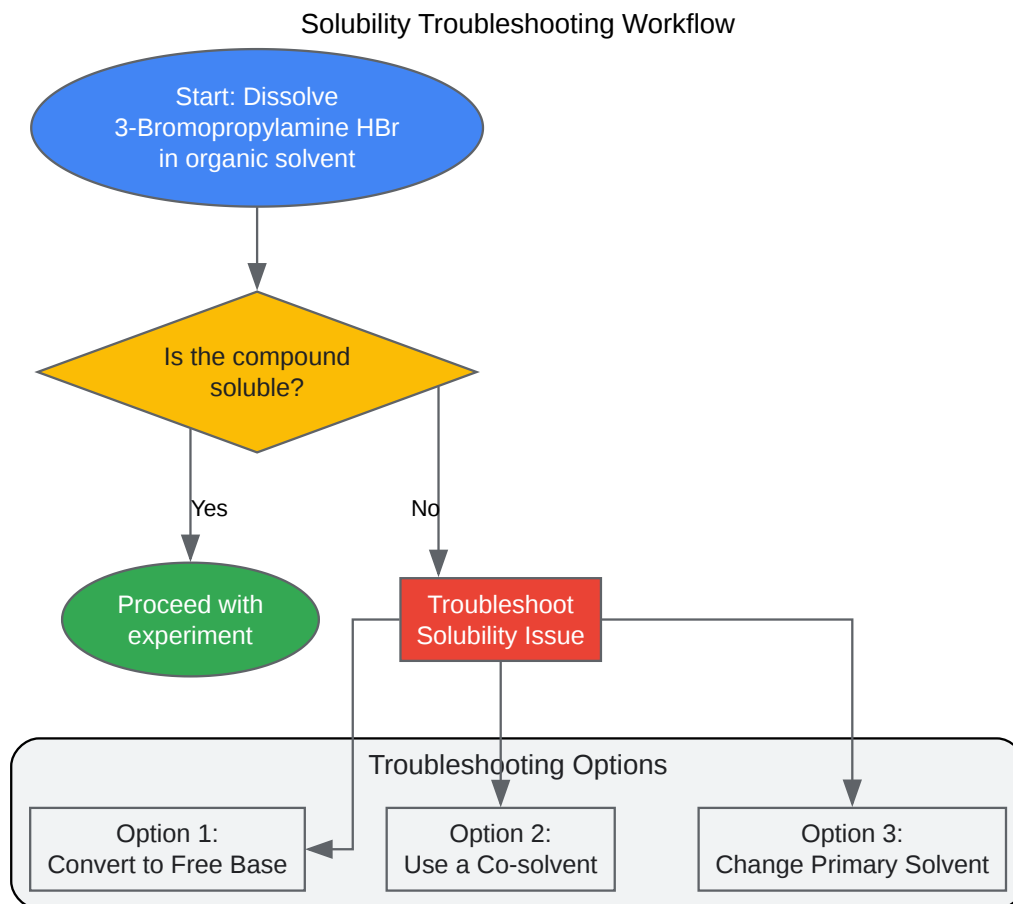 Solubility Troubleshooting Workflow
Start: Dissolve
3-Bromopropylamine HBr
in organic solvent
Is the compound
soluble?
Yes
No
Proceed with
experiment
Troubleshoot
Solubility Issue
Troubleshooting Options
Option 1:
Convert to Free Base
Option 2:
Use a Co-solvent
Option 3:
Change Primary Solvent